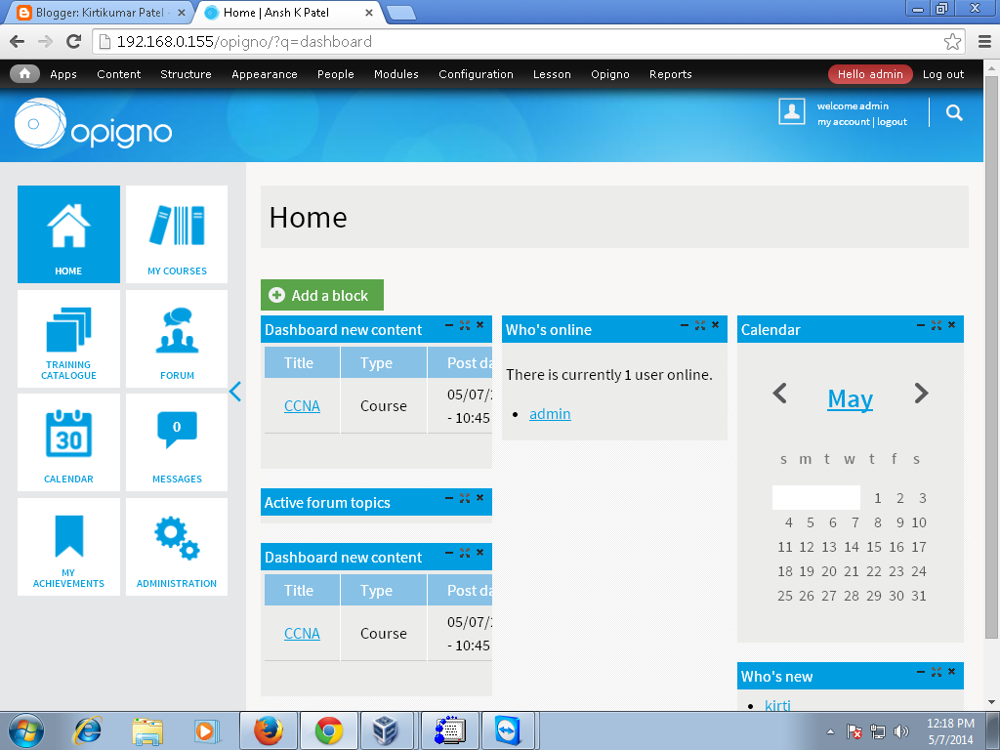 Blogger: Kirtikumar Patel
Home | Ansh K Patel
192.168.0.155/opigno/?q=dashboard
Apps Content Structure Appearance People Modules Configuration Lesson Opigno Reports Hello admin Log out
opigno
welcome admin
my account | logout
HOME
MY COURSES
TRAINING
CATALOGUE
FORUM
30
CALENDAR
0
MESSAGES
MY
ACHIEVEMENTS
ADMINISTRATION
Home
Add a block
Dashboard new content
Title Type Post da
CCNA Course 05/07/2
- 10:45
Active forum topics
Dashboard new content
Title Type Post da
CCNA Course 05/07/2
- 10:45
Who's online
There is currently 1 user online.
admin
Calendar
May
s m t w t f s
1 2 3
4 5 6 7 8 9 10
11 12 13 14 15 16 17
18 19 20 21 22 23 24
25 26 27 28 29 30 31
Who's new
kirti
12:18 PM
5/7/2014